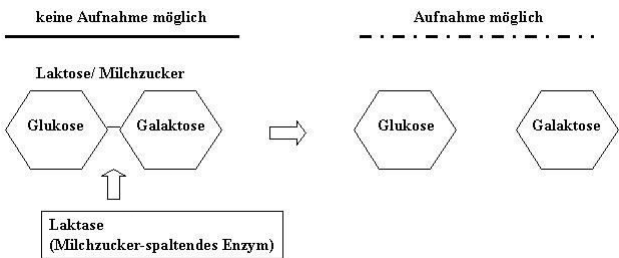 keine Aufnahme möglich
Aufnahme möglich
Laktose/ Milchzucker
Glukose
Galaktose
Glukose
Galaktose
Laktase
(Milchzucker-spaltendes Enzym)